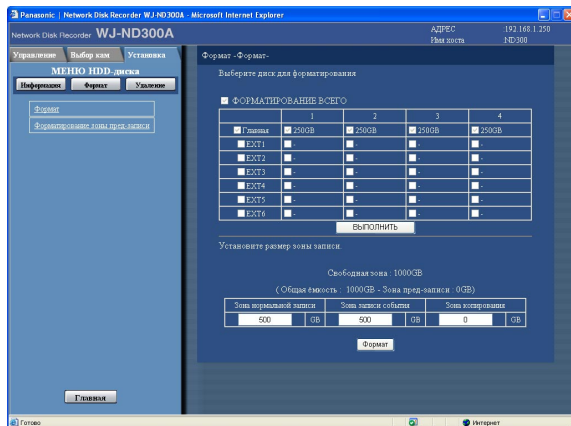 Panasonic | Network Disk Recorder WJ-ND300A - Microsoft Internet Explorer
Network Disk Recorder WJ-ND300A
АДРЕС :192.168.1.250
Имя хоста :ND300
Управление Выбор кам Установка
МЕНЮ HDD-диска
Информация Формат Удаление
Формат
Форматирование зоны пред-записи
Главная
Формат -Формат-
Выберите диск для форматирования
ФОРМАТИРОВАНИЕ ВСЕГО
1 2 3 4
Главная 250GB 250GB 250GB 250GB
EXT1 - - - -
EXT2 - - - -
EXT3 - - - -
EXT4 - - - -
EXT5 - - - -
EXT6 - - - -
ВЫПОЛНИТЬ
Установите размер зоны записи.
Свободная зона : 1000GB
( Общая ёмкость : 1000GB - Зона пред-записи : 0GB)
Зона нормальной записи Зона записи события Зона копирования
500 GB 500 GB 0 GB
Формат
Готово Интернет